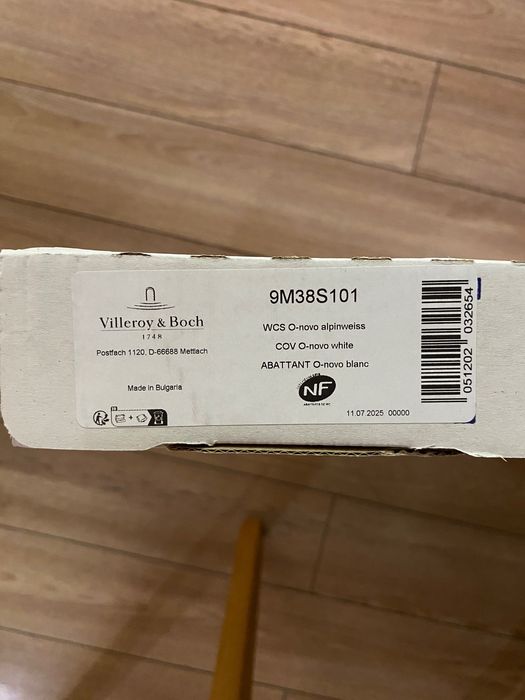 Villeroy & Boch
1748
Postfach 1120, D-66688 Mettlach
Made in Bulgaria
9M38S101
WCS O-novo alpinweiss
COV O-novo white
ABATTANT O-novo blanc
NF
11.07.2025 00000
051202 032654